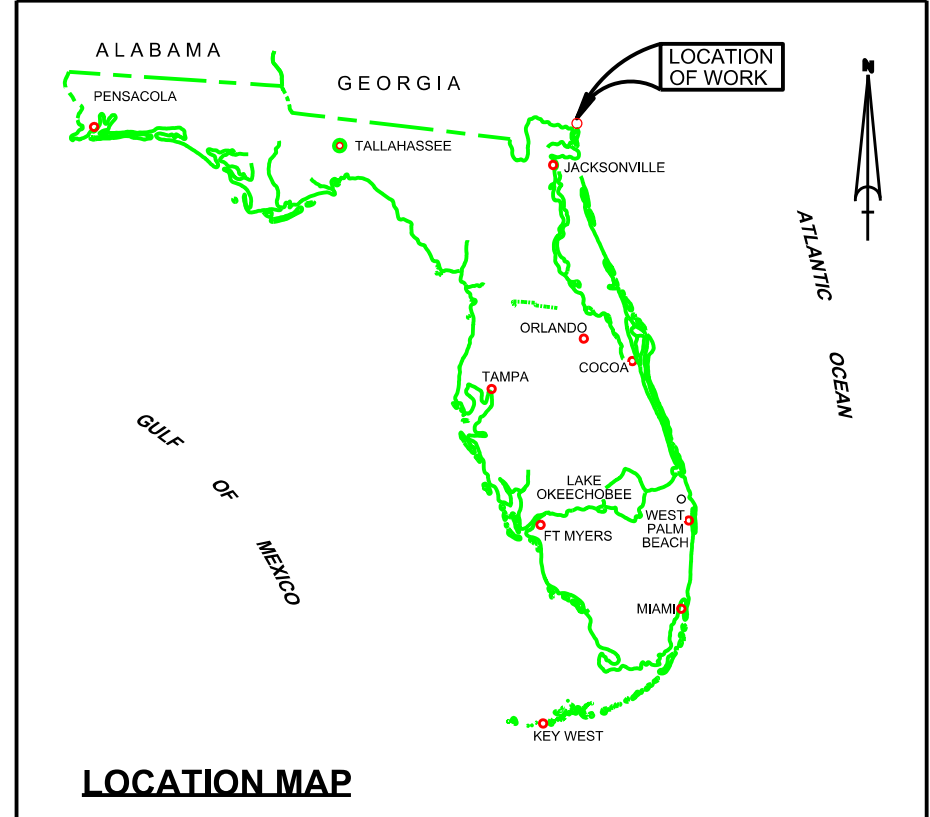 ALABAMA
GEORGIA
LOCATION
OF WORK
N
PENSACOLA
TALLAHASSEE
JACKSONVILLE
ATLANTIC
OCEAN
ORLANDO
COCOA
TAMPA
GULF
OF
MEXICO
LAKE
OKEECHOBEE
WEST
PALM
BEACH
FT MYERS
MIAMI
KEY WEST
LOCATION MAP